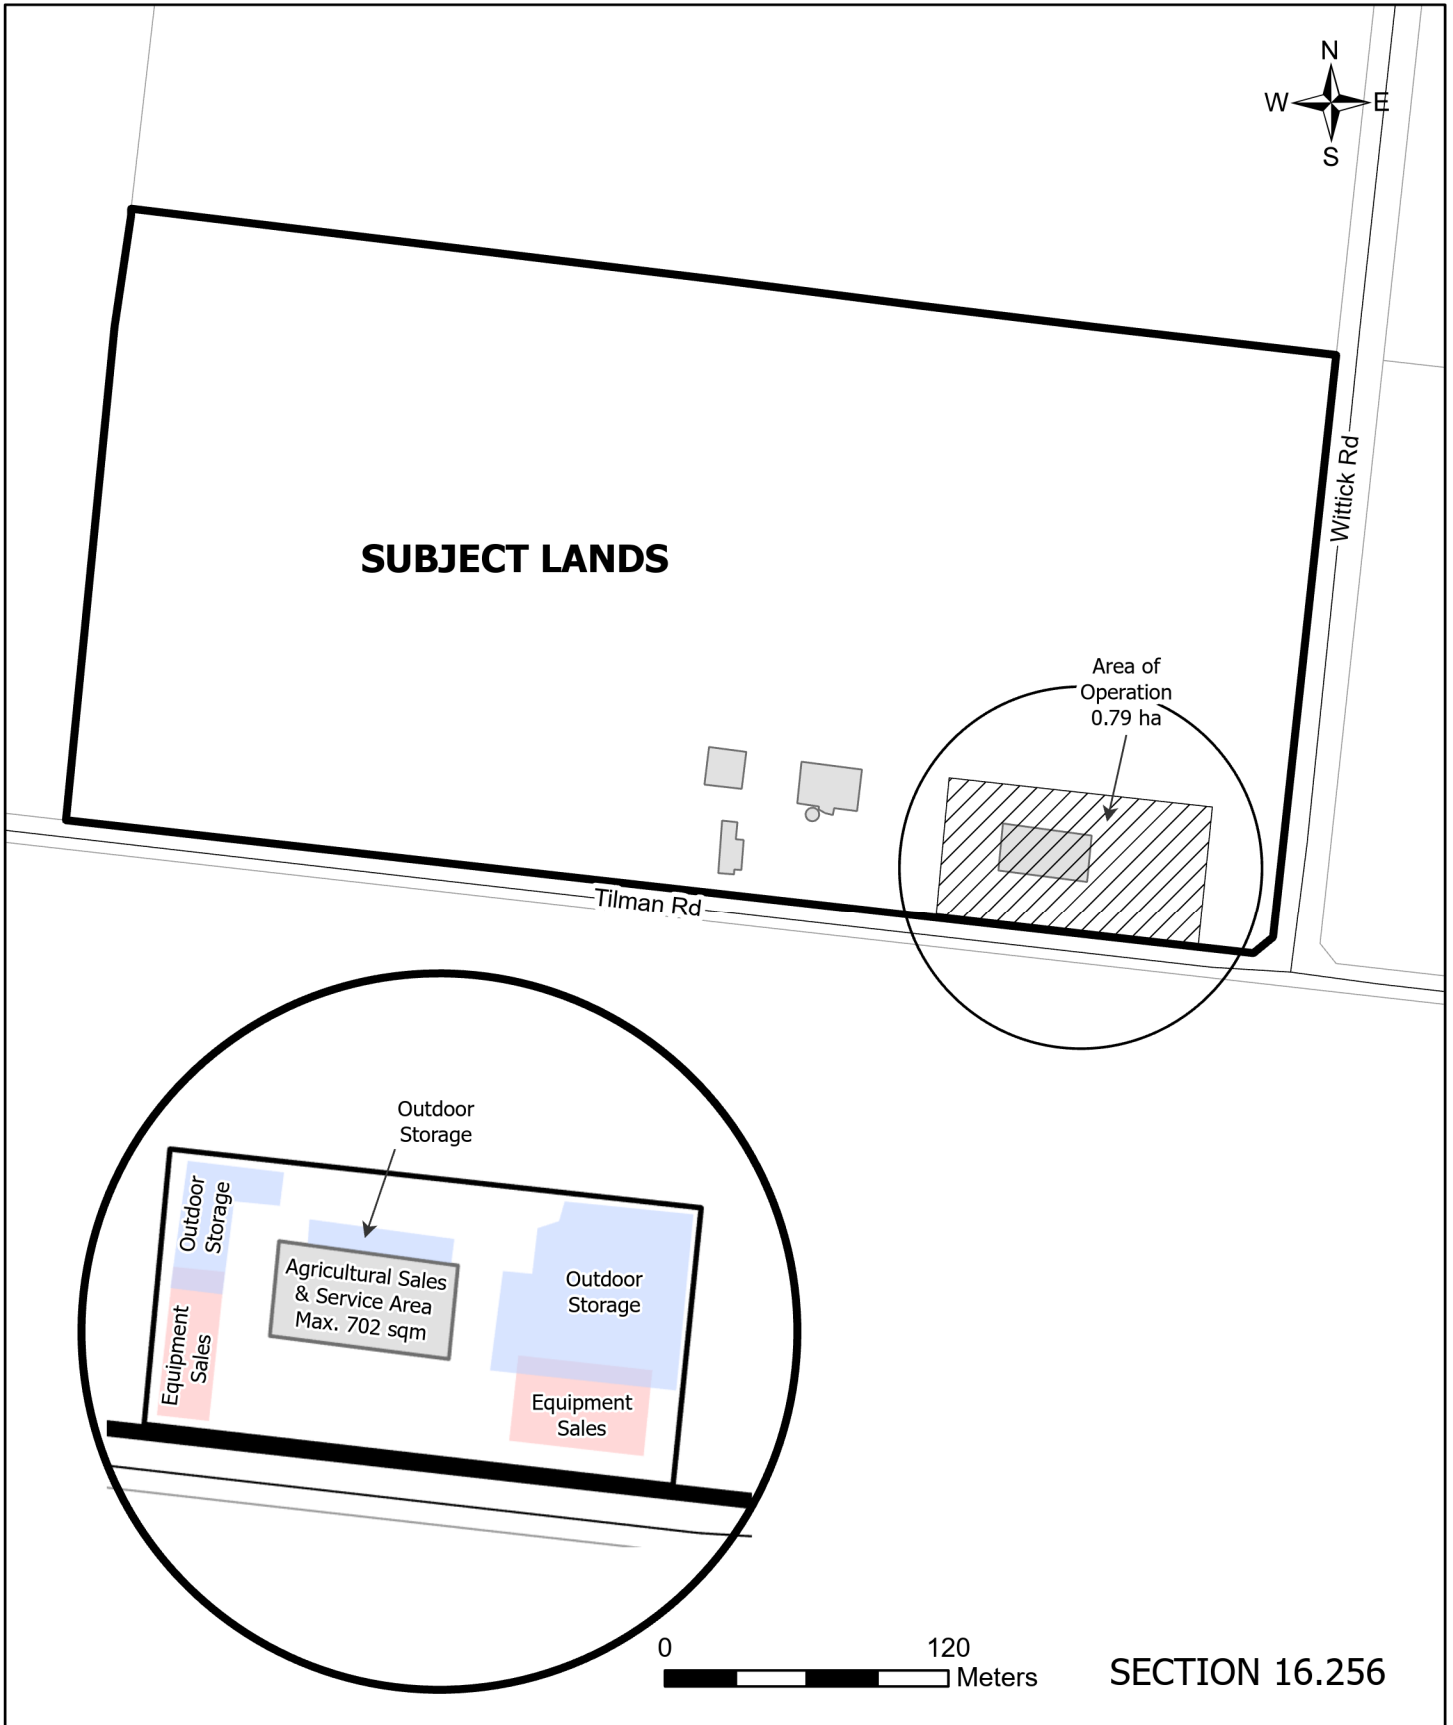 N
W E
S
Wittick Rd
SUBJECT LANDS
Area of
Operation
0.79 ha
Tilman Rd
Outdoor
Storage
Outdoor
Storage
Agricultural Sales
& Service Area
Max. 702 sqm
Outdoor
Storage
Equipment
Sales
Equipment
Sales
0 120
Meters
SECTION 16.256